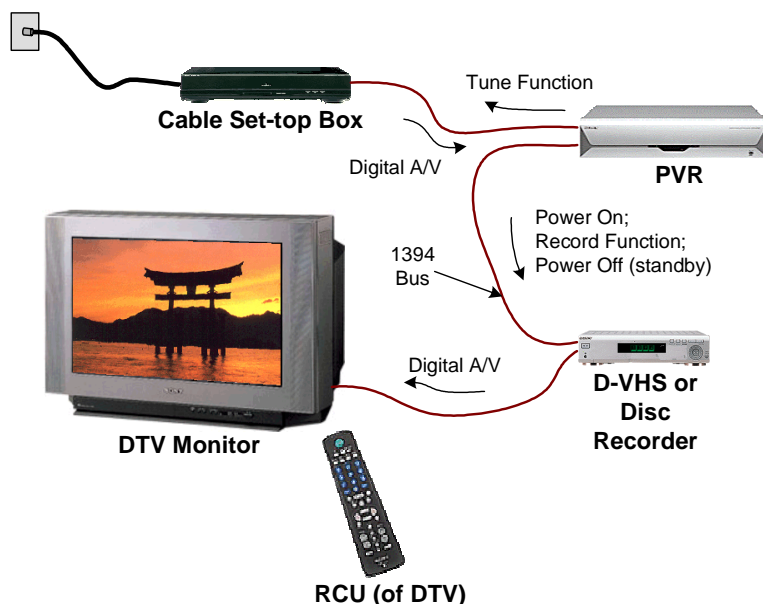 Tune Function
Cable Set-top Box
Digital A/V
PVR
Power On;
Record Function;
Power Off (standby)
1394
Bus
Digital A/V
D-VHS or
Disc
Recorder
DTV Monitor
RCU (of DTV)